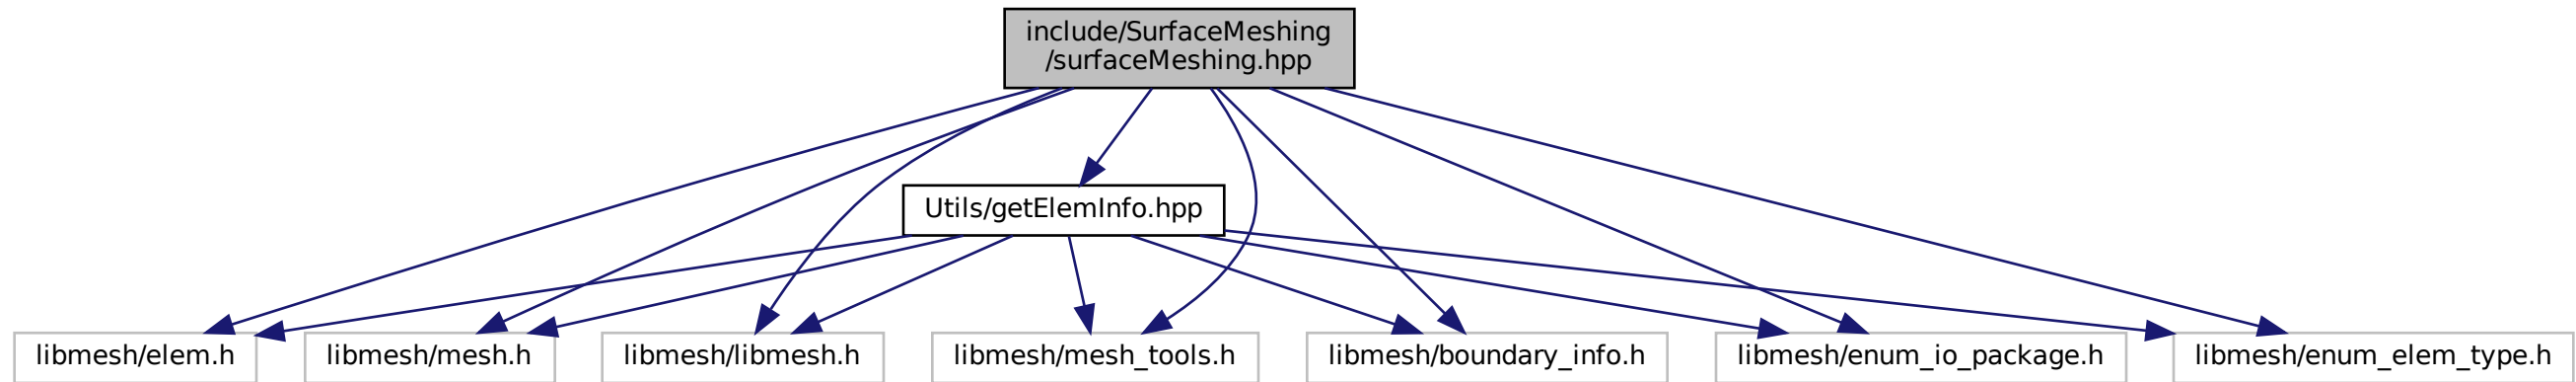 include/SurfaceMeshing
/surfaceMeshing.hpp
Utils/getElemInfo.hpp
libmesh/elem.h
libmesh/mesh.h
libmesh/libmesh.h
libmesh/mesh_tools.h
libmesh/boundary_info.h
libmesh/enum_io_package.h
libmesh/enum_elem_type.h